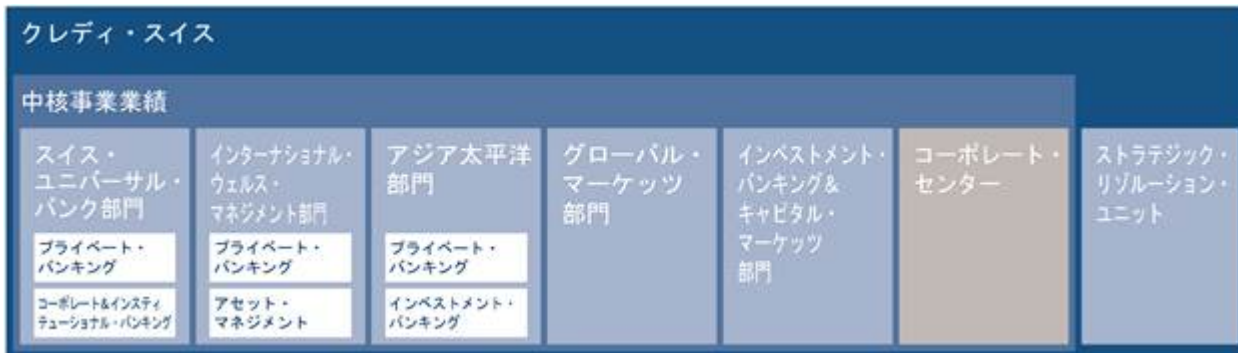 クレディ・スイス
中核事業業績
スイス・
ユニバーサル・
バンク部門
プライベート・
バンキング
コーポレート&インスティ
テューショナル・バンキング
インターナショナル・
ウェルス・
マネジメント部門
プライベート・
バンキング
アセット・
マネジメント
アジア太平洋
部門
プライベート・
バンキング
インベストメント・
バンキング
グローバル・
マーケッツ
部門
インベストメント・
バンキング&
キャピタル・
マーケッツ
部門
コーポレート・
センター
ストラテジック・
リゾルーション・
ユニット